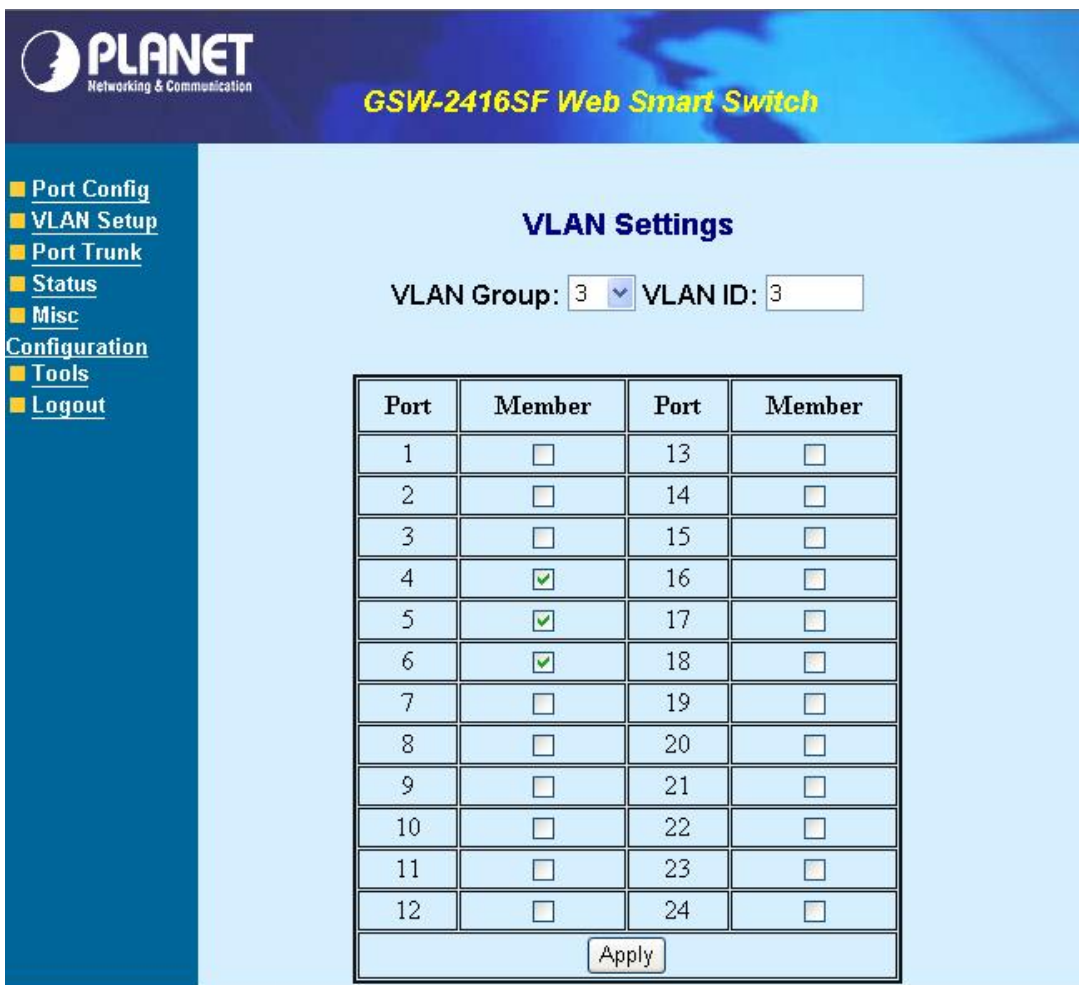 PLANET
Networking & Communication
GSW-2416SF Web Smart Switch
Port Config
VLAN Setup
Port Trunk
Status
Misc
Configuration
Tools
Logout
VLAN Settings
VLAN Group: 3 VLAN ID: 3
Port Member Port Member
1 13
2 14
3 15
4 16
5 17
6 18
7 19
8 20
9 21
10 22
11 23
12 24
Apply